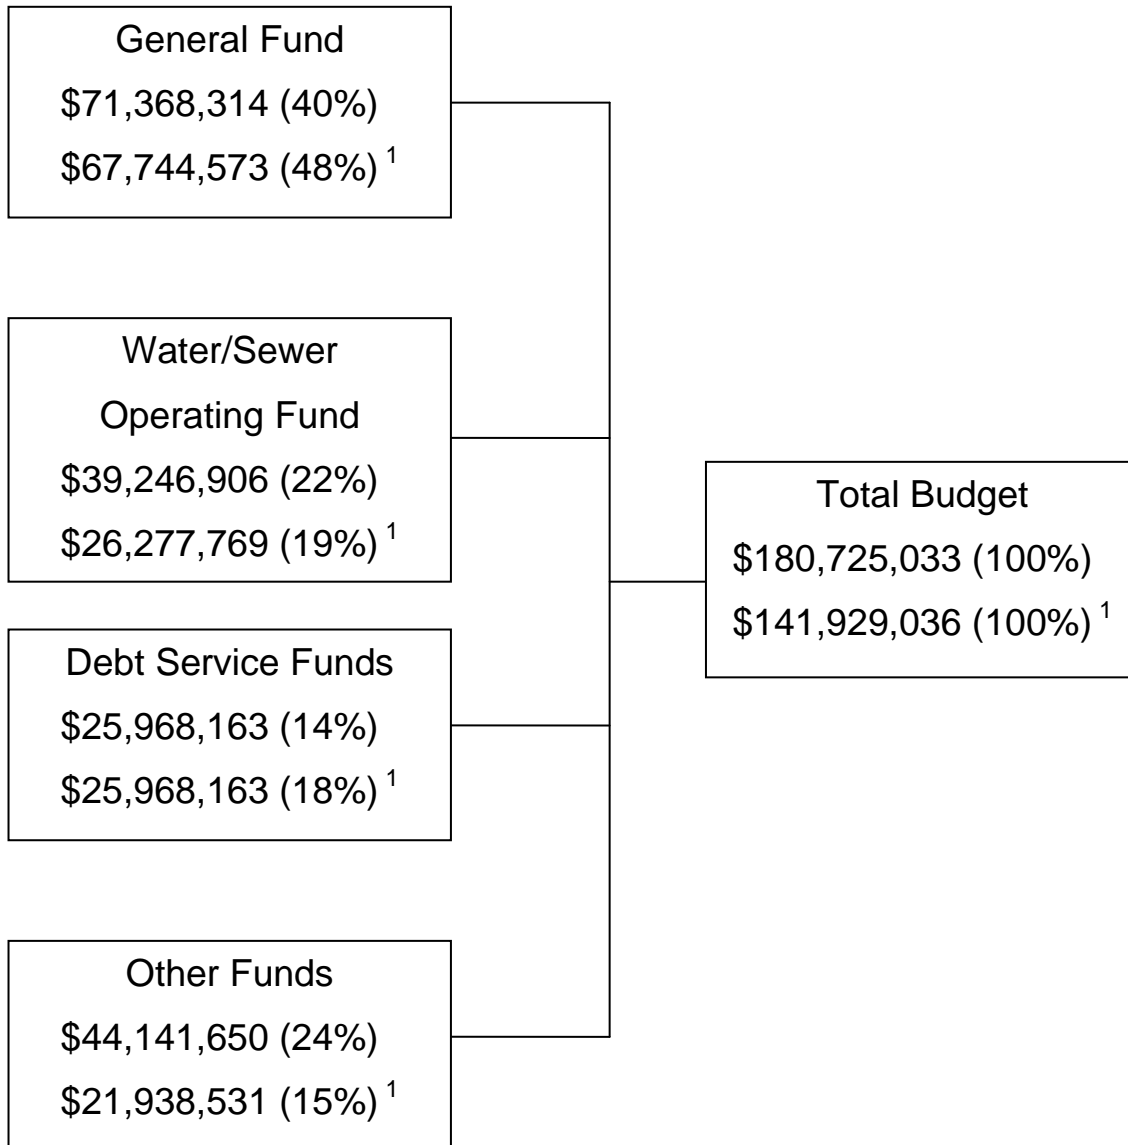 General Fund
$71,368,314 (40%)
$67,744,573 (48%) 1
Water/Sewer
Operating Fund
$39,246,906 (22%)
$26,277,769 (19%) 1
Debt Service Funds
$25,968,163 (14%)
$25,968,163 (18%) 1
Other Funds
$44,141,650 (24%)
$21,938,531 (15%) 1
Total Budget
$180,725,033 (100%)
$141,929,036 (100%) 1